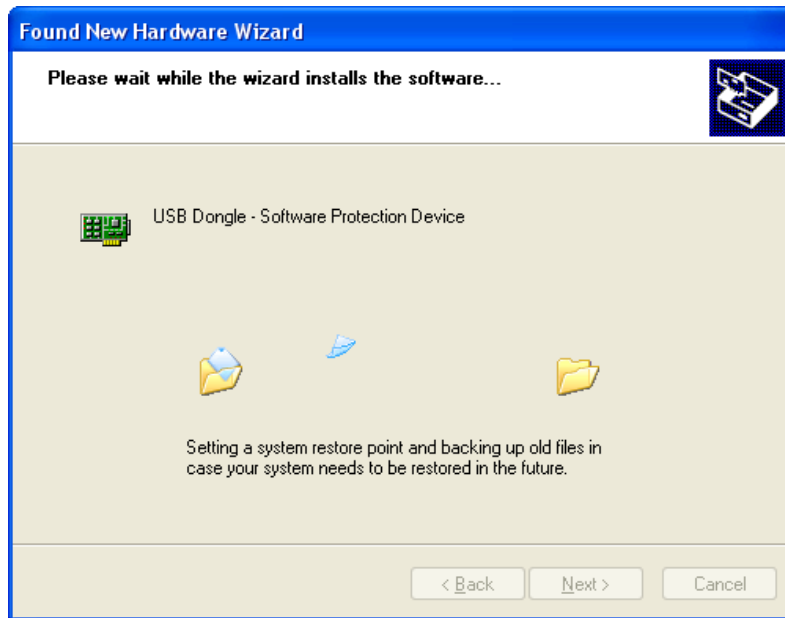 Found New Hardware Wizard
Please wait while the wizard installs the software...
USB Dongle - Software Protection Device
Setting a system restore point and backing up old files in
case your system needs to be restored in the future.
< Back Next > Cancel